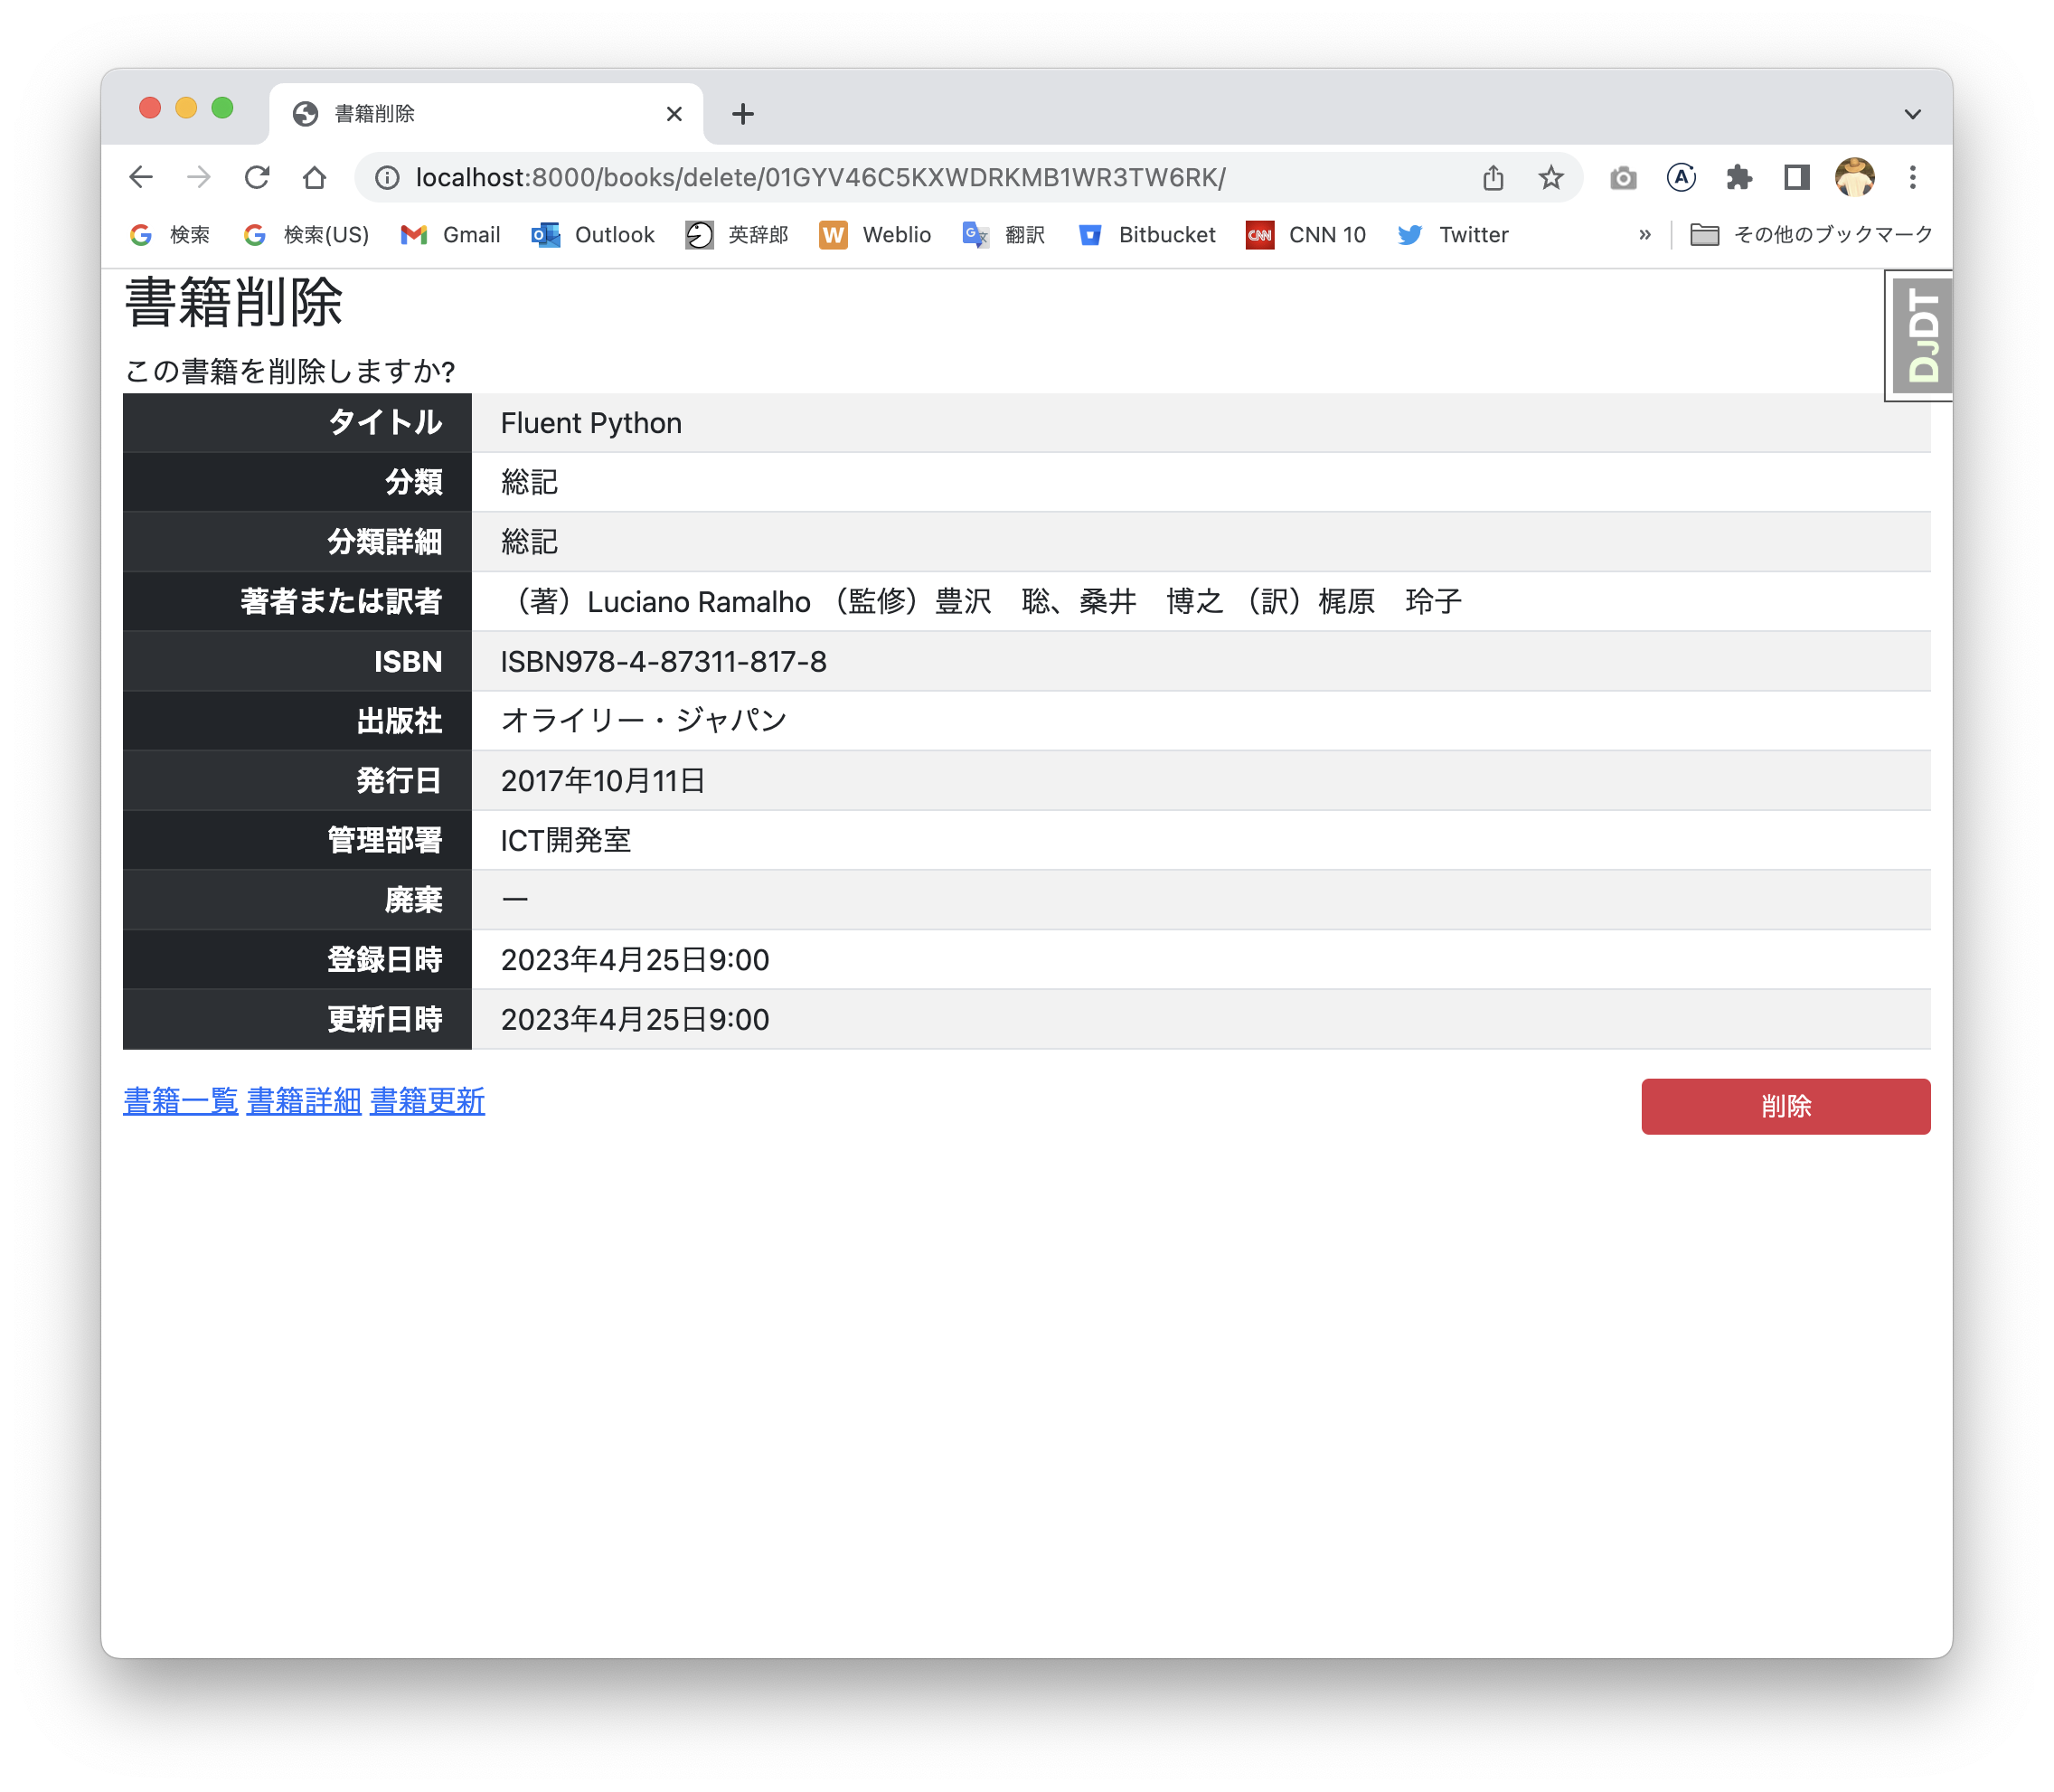 書籍削除
localhost:8000/books/delete/01GYV46C5KXWDRKMB1WR3TW6RK/
検索 検索(US) Gmail Outlook 英辞郎 Weblio 翻訳 Bitbucket CNN 10 Twitter » その他のブックマーク
書籍削除
DJDT
この書籍を削除しますか?
タイトル Fluent Python
分類 総記
分類詳細 総記
著者または訳者 （著）Luciano Ramalho （監修）豊沢　聡、桑井　博之 （訳）梶原　玲子
ISBN ISBN978-4-87311-817-8
出版社 オライリー・ジャパン
発行日 2017年10月11日
管理部署 ICT開発室
廃棄 —
登録日時 2023年4月25日9:00
更新日時 2023年4月25日9:00
書籍一覧 書籍詳細 書籍更新 削除